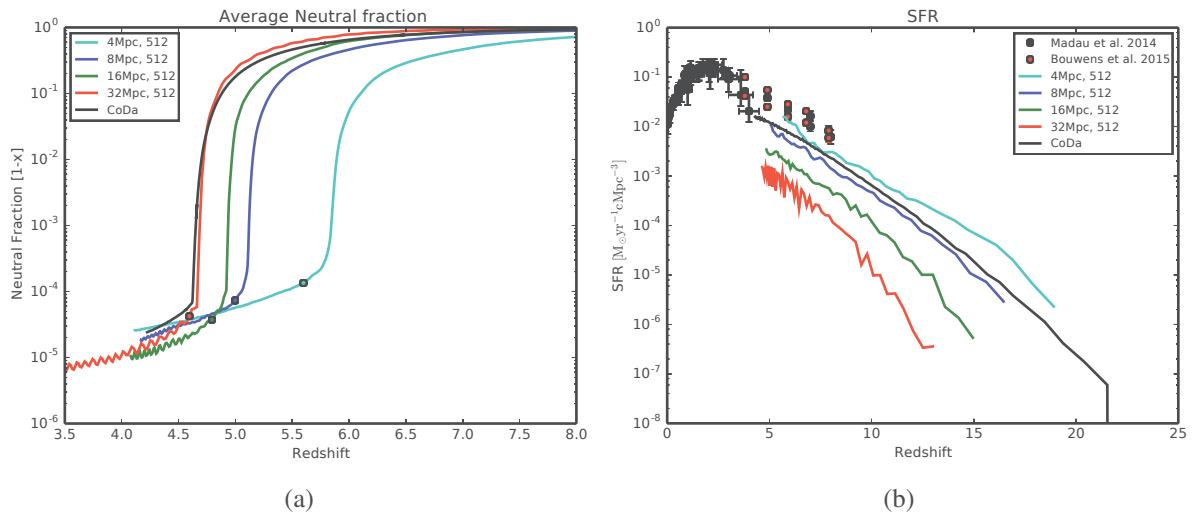 Average Neutral fraction
10^0
10^-1
10^-2
10^-3
10^-4
10^-5
10^-6
Neutral Fraction [1-x]
4Mpc, 512
8Mpc, 512
16Mpc, 512
32Mpc, 512
CoDa
3.5 4.0 4.5 5.0 5.5 6.0 6.5 7.0 7.5 8.0
Redshift
(a)
SFR
10^0
10^-1
10^-2
10^-3
10^-4
10^-5
10^-6
10^-7
10^-8
SFR [M⊙yr^-1cMpc^-3]
Madau et al. 2014
Bouwens et al. 2015
4Mpc, 512
8Mpc, 512
16Mpc, 512
32Mpc, 512
CoDa
0 5 10 15 20 25
Redshift
(b)